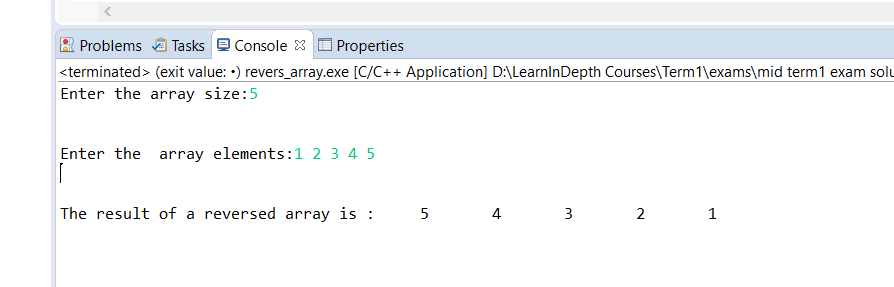 Problems Tasks Console Properties
<terminated> (exit value: •) revers_array.exe [C/C++ Application] D:\LearnInDepth Courses\Term1\exams\mid term1 exam solu
Enter the array size:5
Enter the  array elements:1 2 3 4 5
The result of a reversed array is :     5       4       3       2       1